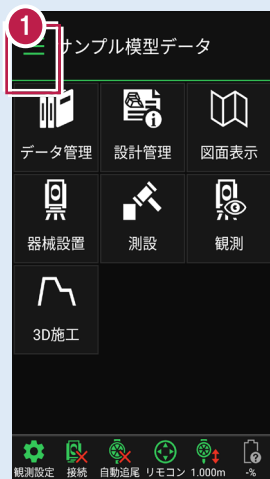 1
サンプル模型データ
データ管理 設計管理 図面表示
器械設置 測設 観測
3D施工
観測設定 接続 自動追尾 リモコン 1.000m -%